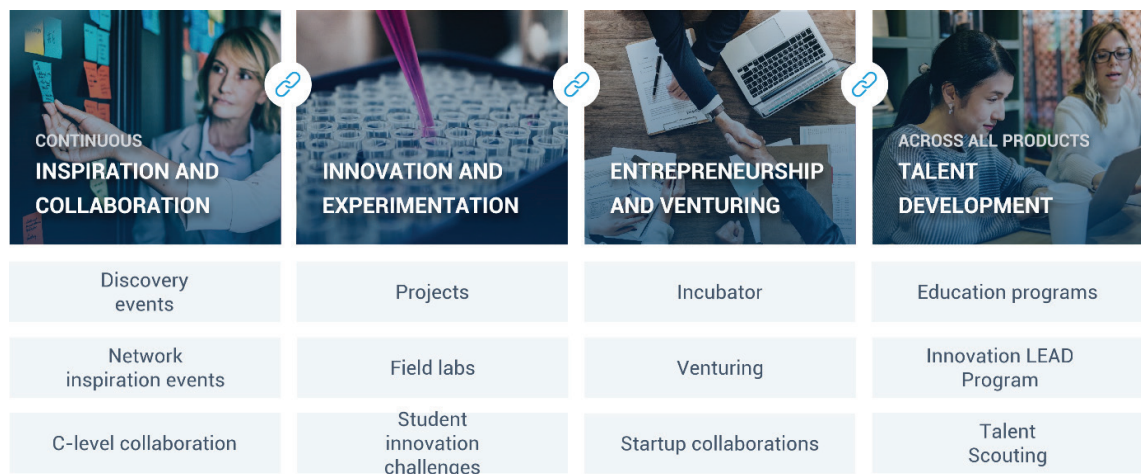 CONTINUOUS
INSPIRATION AND
COLLABORATION
INNOVATION AND
EXPERIMENTATION
ENTREPRENEURSHIP
AND VENTURING
ACROSS ALL PRODUCTS
TALENT
DEVELOPMENT
Discovery
events
Projects
Incubator
Education programs
Network
inspiration events
Field labs
Venturing
Innovation LEAD
Program
C-level collaboration
Student
innovation
challenges
Startup collaborations
Talent
Scouting